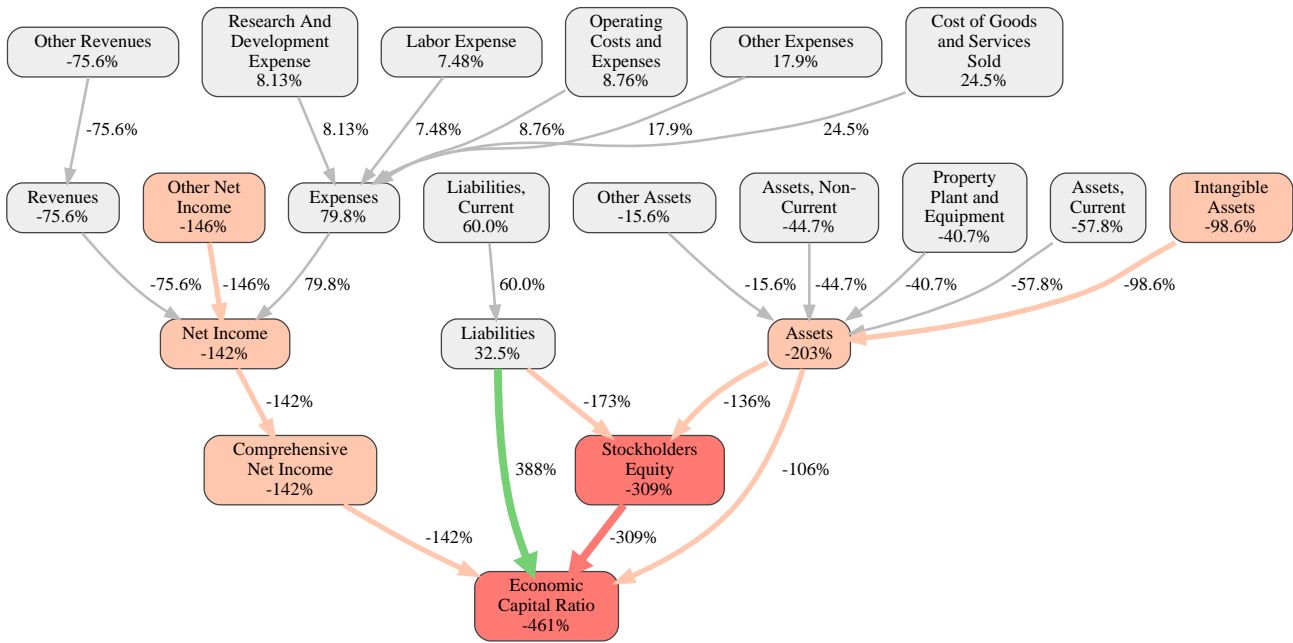 Other Revenues
-75.6%
Research And
Development
Expense
8.13%
Labor Expense
7.48%
Operating
Costs and
Expenses
8.76%
Other Expenses
17.9%
Cost of Goods
and Services
Sold
24.5%
-75.6%
8.13%
7.48%
8.76%
17.9%
24.5%
Revenues
-75.6%
Other Net
Income
-146%
Expenses
79.8%
Liabilities,
Current
60.0%
Other Assets
-15.6%
Assets, Non-
Current
-44.7%
Property
Plant and
Equipment
-40.7%
Assets,
Current
-57.8%
Intangible
Assets
-98.6%
-75.6%
-146%
79.8%
60.0%
-15.6%
-44.7%
-40.7%
-57.8%
-98.6%
Net Income
-142%
Liabilities
32.5%
Assets
-203%
-142%
-173%
-136%
Comprehensive
Net Income
-142%
388%
Stockholders
Equity
-309%
-106%
-142%
-309%
Economic
Capital Ratio
-461%